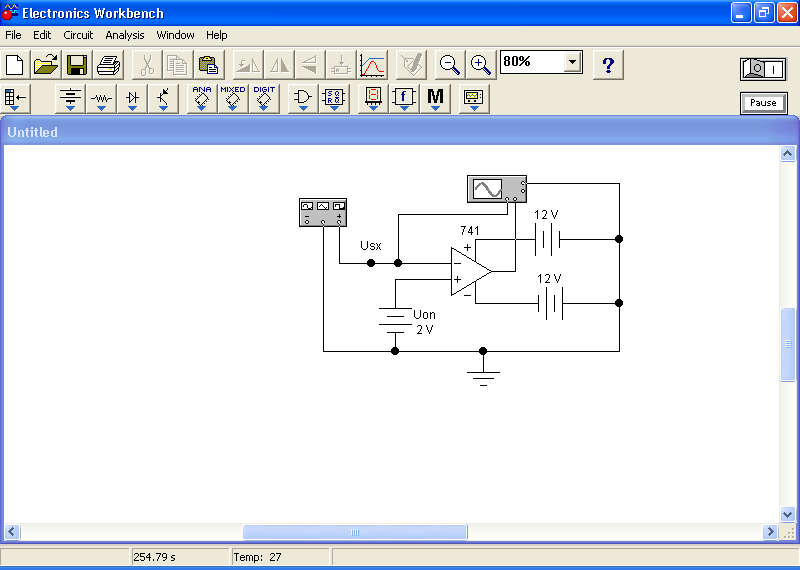 Electronics Workbench
File Edit Circuit Analysis Window Help
80%
?
Pause
ANA MIXED DIGIT
f M
Untitled
12 V
741
Usx
+
−
+
12 V
−
Uon
2 V
254.79 s
Temp: 27